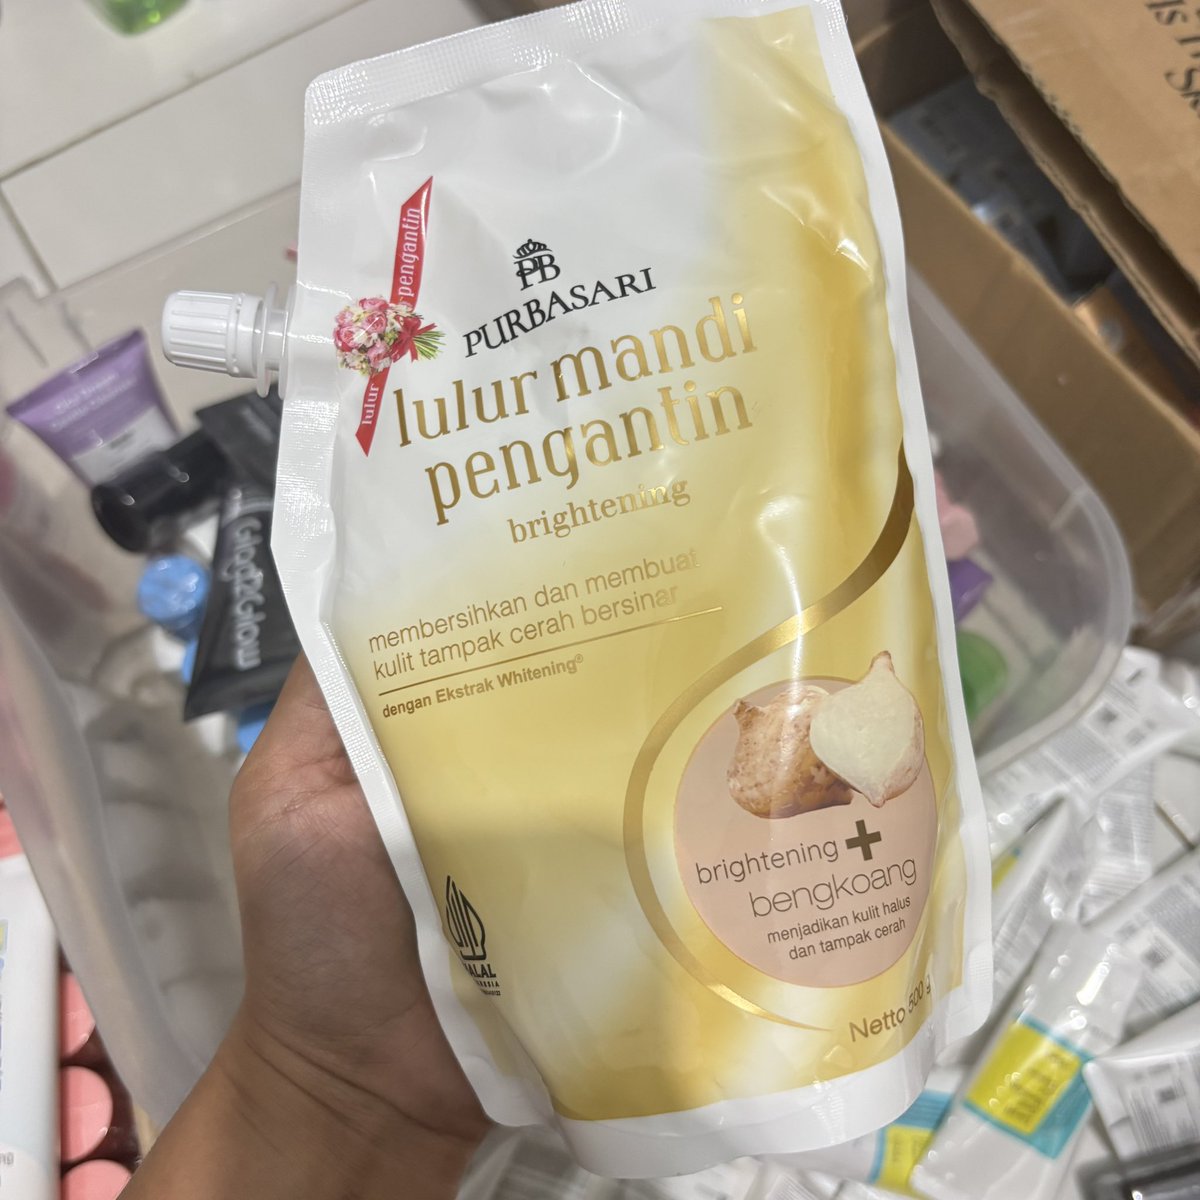 lulur pengantin
PB
PURBASARI
lulur mandi
pengantin
brightening
membersihkan dan membuat
kulit tampak cerah bersinar
dengan Ekstrak Whitening®
brightening +
bengkoang
menjadikan kulit halus
dan tampak cerah
Netto 500 g
HALAL
Glad2Glow